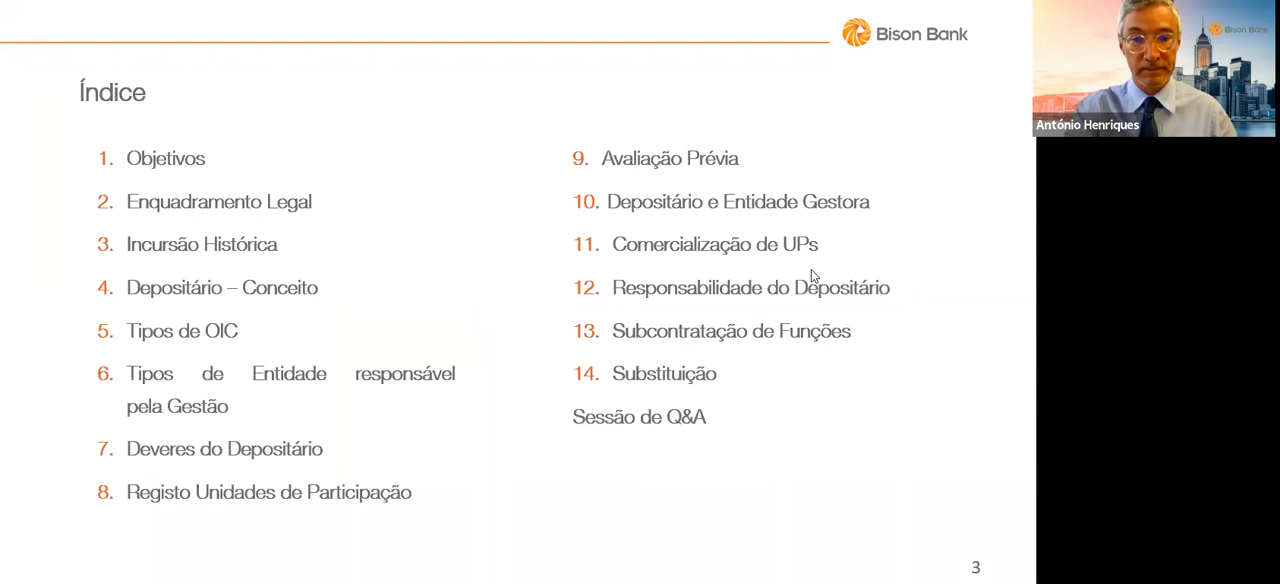 Bison Bank
Índice
1. Objetivos
2. Enquadramento Legal
3. Incursão Histórica
4. Depositário – Conceito
5. Tipos de OIC
6. Tipos de Entidade responsável
pela Gestão
7. Deveres do Depositário
8. Registo Unidades de Participação
9. Avaliação Prévia
10. Depositário e Entidade Gestora
11. Comercialização de UPs
12. Responsabilidade do Depositário
13. Subcontratação de Funções
14. Substituição
Sessão de Q&A
3
Bison Bank
António Henriques